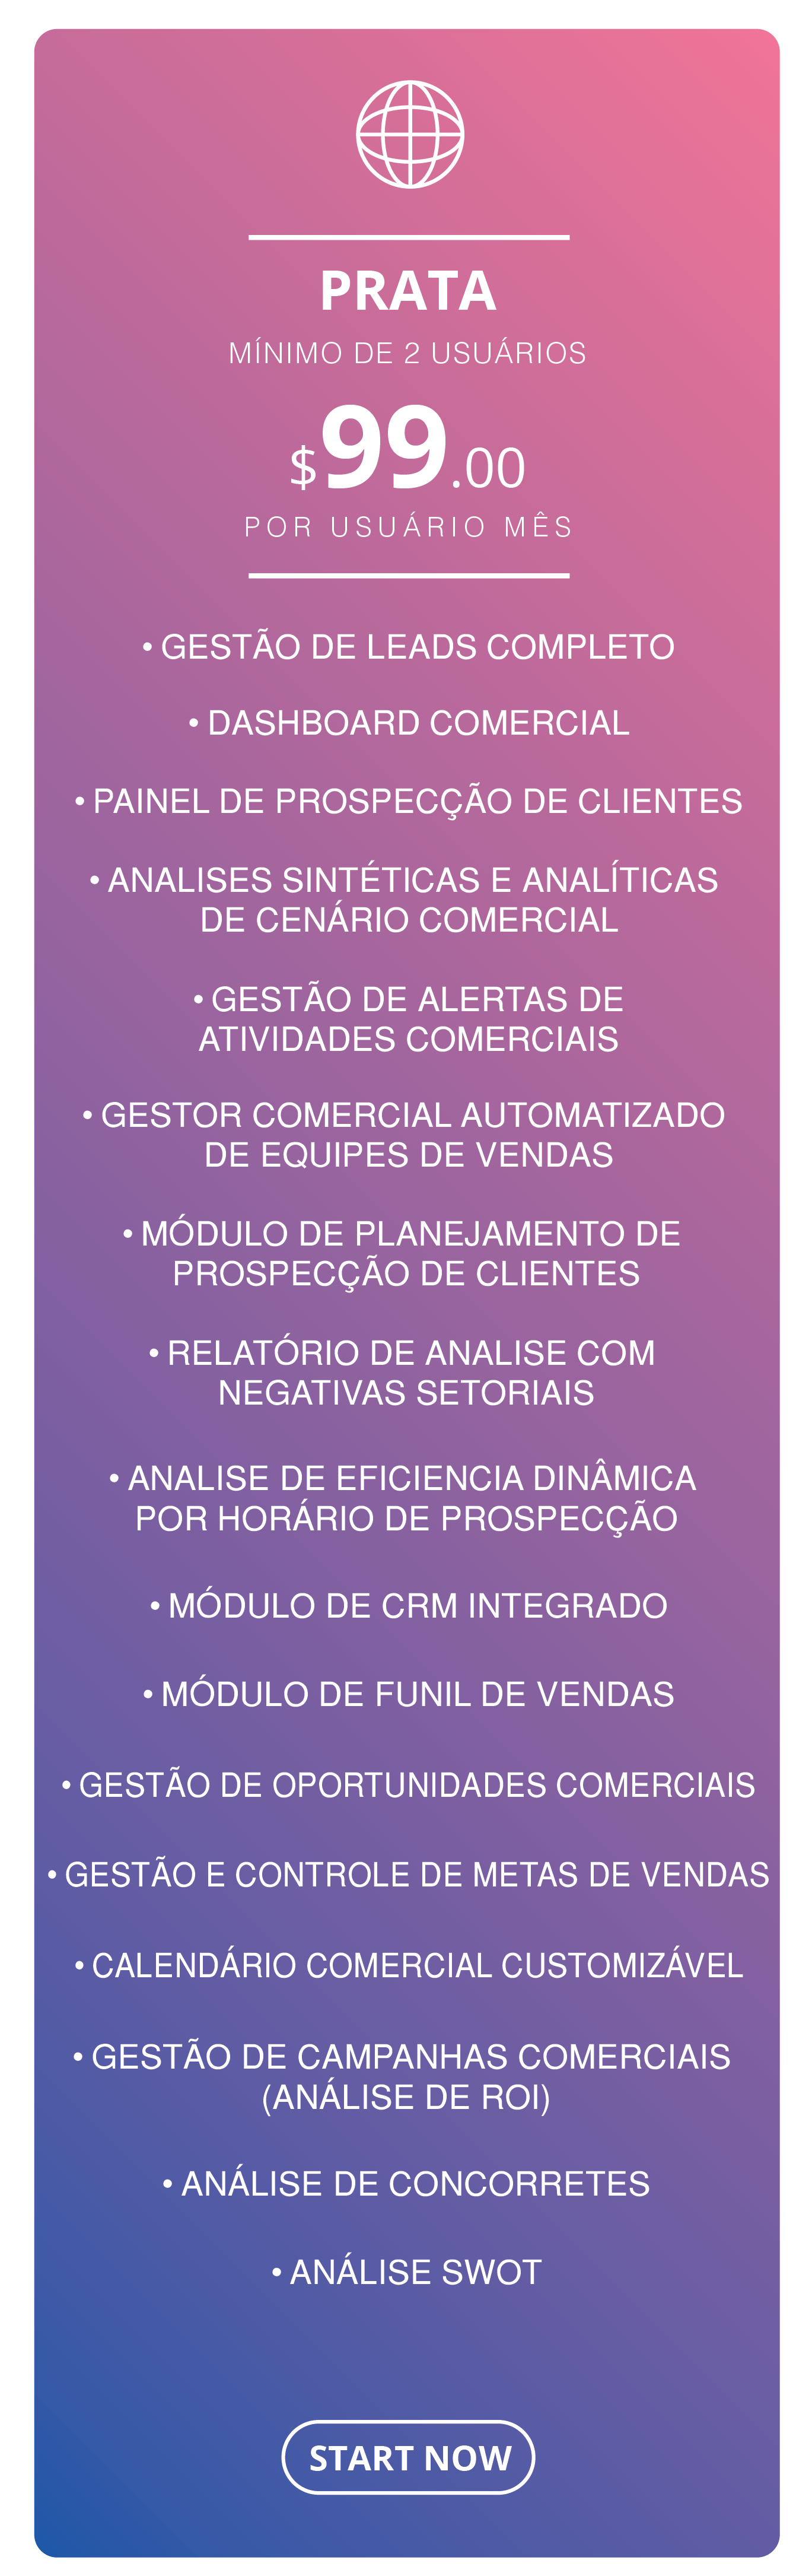 PRATA
MÍNIMO DE 2 USUÁRIOS
$99.00
POR USUÁRIO MÊS
• GESTÃO DE LEADS COMPLETO
• DASHBOARD COMERCIAL
• PAINEL DE PROSPECÇÃO DE CLIENTES
• ANALISES SINTÉTICAS E ANALÍTICAS
DE CENÁRIO COMERCIAL
• GESTÃO DE ALERTAS DE
ATIVIDADES COMERCIAIS
• GESTOR COMERCIAL AUTOMATIZADO
DE EQUIPES DE VENDAS
• MÓDULO DE PLANEJAMENTO DE
PROSPECÇÃO DE CLIENTES
• RELATÓRIO DE ANALISE COM
NEGATIVAS SETORIAIS
• ANALISE DE EFICIENCIA DINÂMICA
POR HORÁRIO DE PROSPECÇÃO
• MÓDULO DE CRM INTEGRADO
• MÓDULO DE FUNIL DE VENDAS
• GESTÃO DE OPORTUNIDADES COMERCIAIS
• GESTÃO E CONTROLE DE METAS DE VENDAS
• CALENDÁRIO COMERCIAL CUSTOMIZÁVEL
• GESTÃO DE CAMPANHAS COMERCIAIS
(ANÁLISE DE ROI)
• ANÁLISE DE CONCORRETES
• ANÁLISE SWOT
START NOW